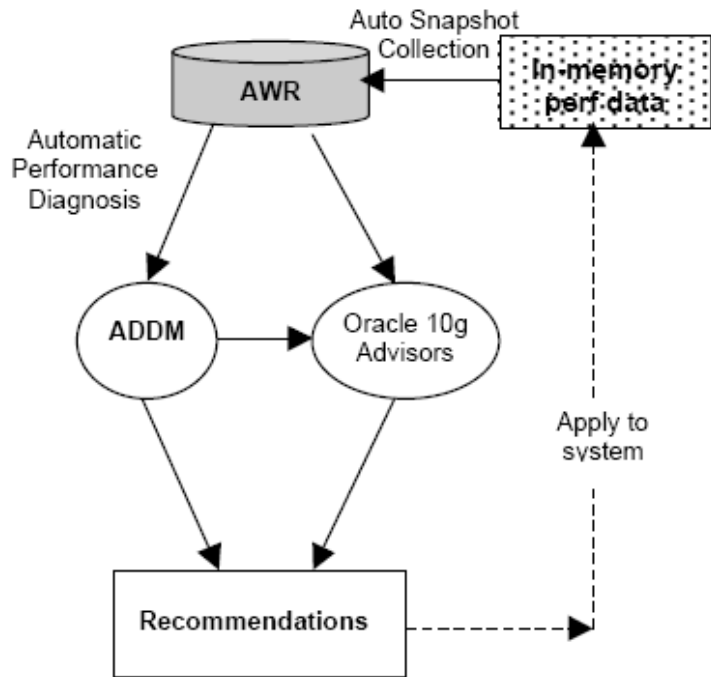 Auto Snapshot
Collection
In-memory
perf data
AWR
Automatic
Performance
Diagnosis
ADDM
Oracle 10g
Advisors
Apply to
system
Recommendations